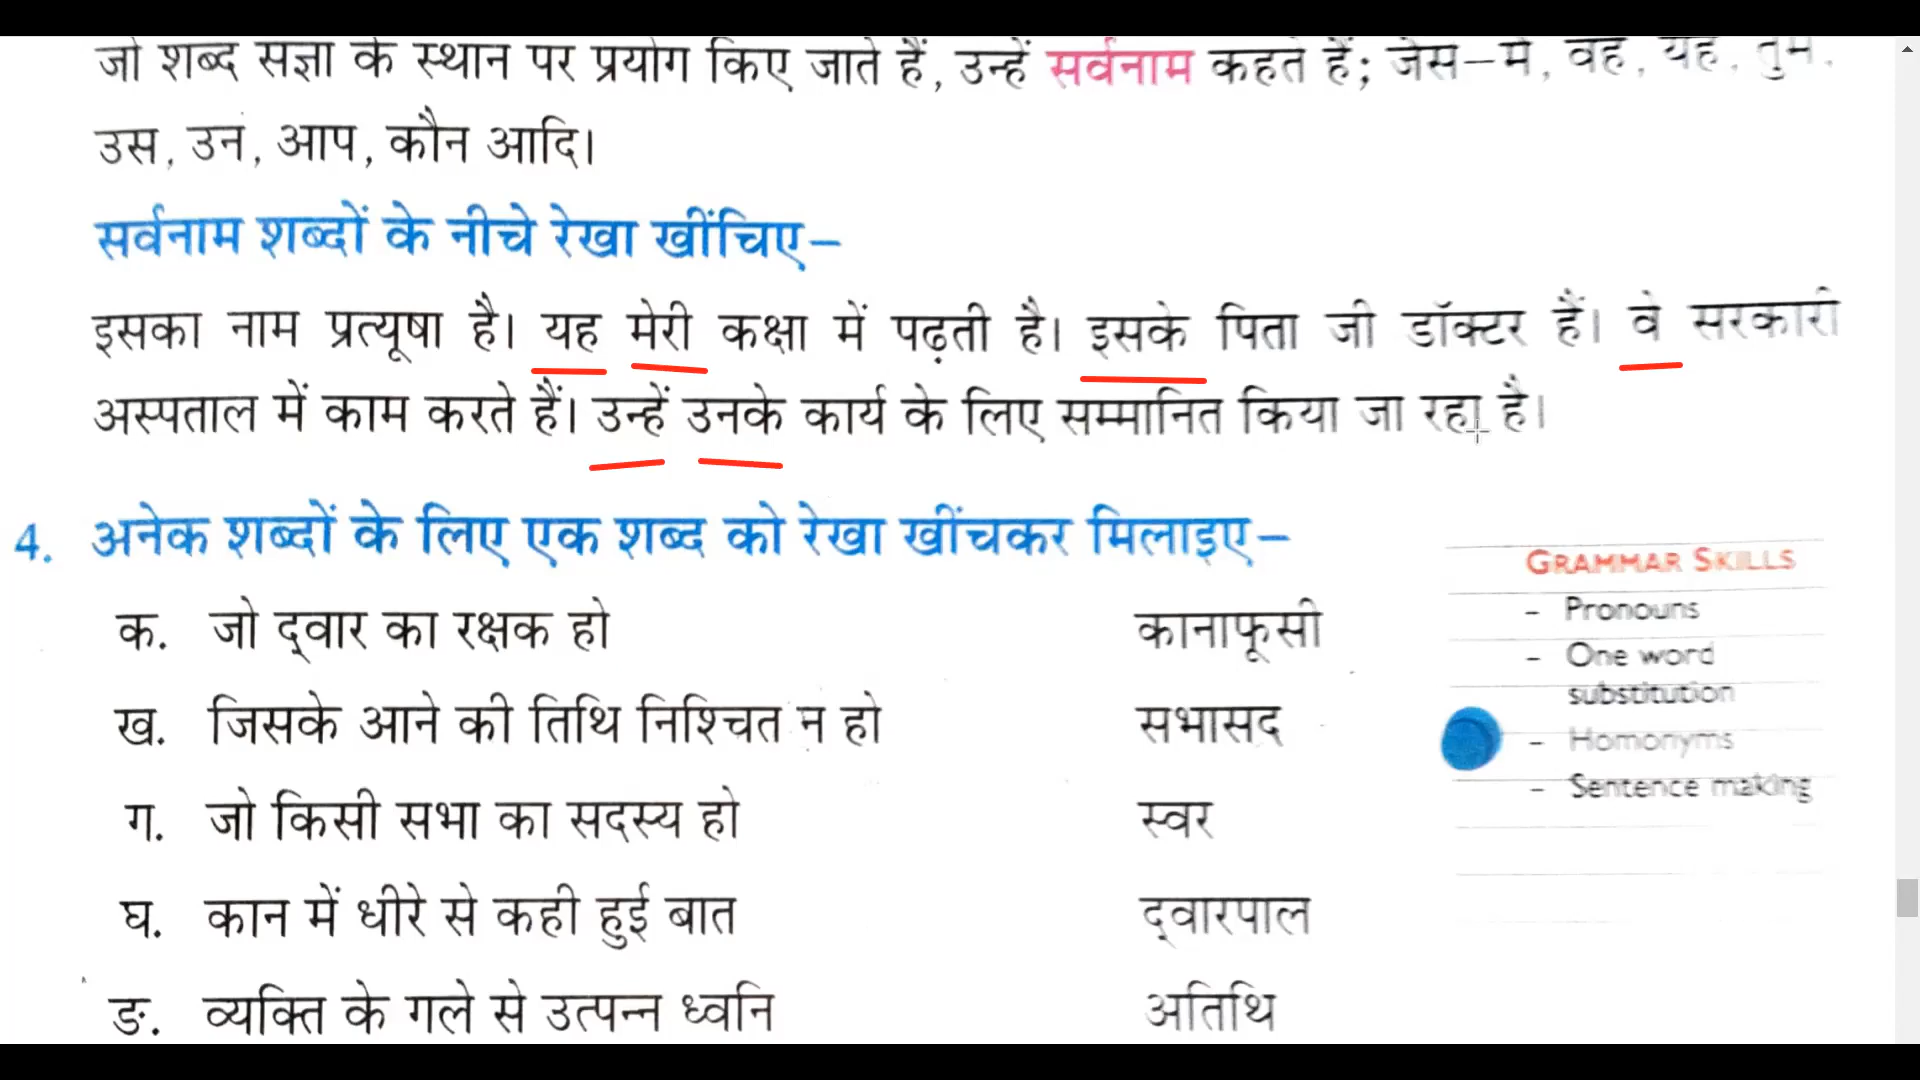 जो शब्द संज्ञा के स्थान पर प्रयोग किए जाते हैं, उन्हें सर्वनाम कहते हैं; जैसे–मैं, वह, यह, तुम,
उस, उन, आप, कौन आदि।
सर्वनाम शब्दों के नीचे रेखा खींचिए–
इसका नाम प्रत्यूषा है। यह मेरी कक्षा में पढ़ती है। इसके पिता जी डॉक्टर हैं। वे सरकारी
अस्पताल में काम करते हैं। उन्हें उनके कार्य के लिए सम्मानित किया जा रहा है।
4. अनेक शब्दों के लिए एक शब्द को रेखा खींचकर मिलाइए–
क. जो द्‌वार का रक्षक हो कानाफूसी
ख. जिसके आने की तिथि निश्चित न हो सभासद
ग. जो किसी सभा का सदस्य हो स्वर
घ. कान में धीरे से कही हुई बात द्‌वारपाल
ङ. व्यक्ति के गले से उत्पन्न ध्वनि अतिथि
GRAMMAR SKILLS
- Pronouns
- One word
substitution
- Homonyms
- Sentence making